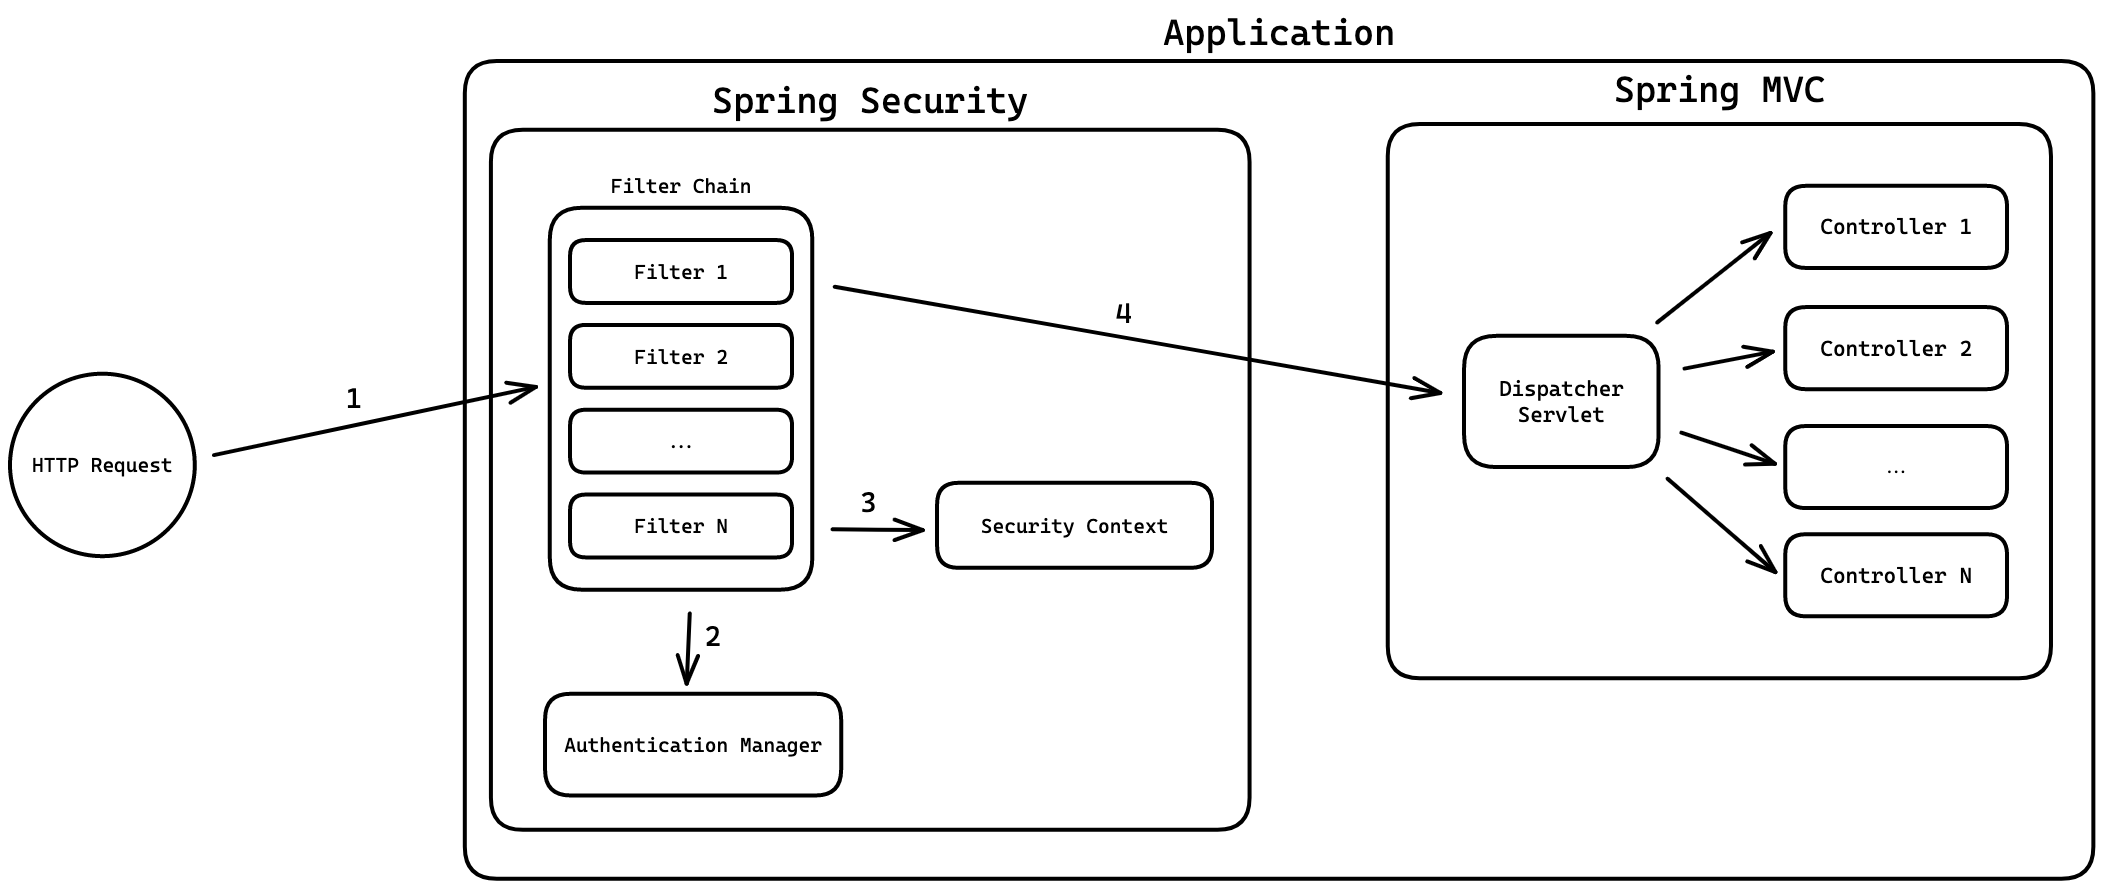 Application
Spring Security
Spring MVC
Filter Chain
Filter 1
Filter 2
...
Filter N
HTTP Request
1
2
3
4
Security Context
Authentication Manager
Dispatcher
Servlet
Controller 1
Controller 2
...
Controller N